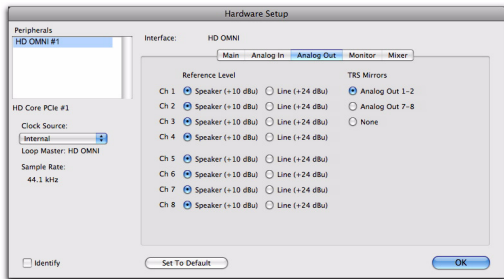 Hardware Setup
Peripherals
HD OMNI #1
HD Core PCIe #1
Clock Source:
Internal
Loop Master: HD OMNI
Sample Rate:
44.1 kHz
Identify
Interface: HD OMNI
Main Analog In Analog Out Monitor Mixer
Reference Level TRS Mirrors
Ch 1 Speaker (+10 dBu) Line (+24 dBu) Analog Out 1-2
Ch 2 Speaker (+10 dBu) Line (+24 dBu) Analog Out 7-8
Ch 3 Speaker (+10 dBu) Line (+24 dBu) None
Ch 4 Speaker (+10 dBu) Line (+24 dBu)
Ch 5 Speaker (+10 dBu) Line (+24 dBu)
Ch 6 Speaker (+10 dBu) Line (+24 dBu)
Ch 7 Speaker (+10 dBu) Line (+24 dBu)
Ch 8 Speaker (+10 dBu) Line (+24 dBu)
Set To Default OK